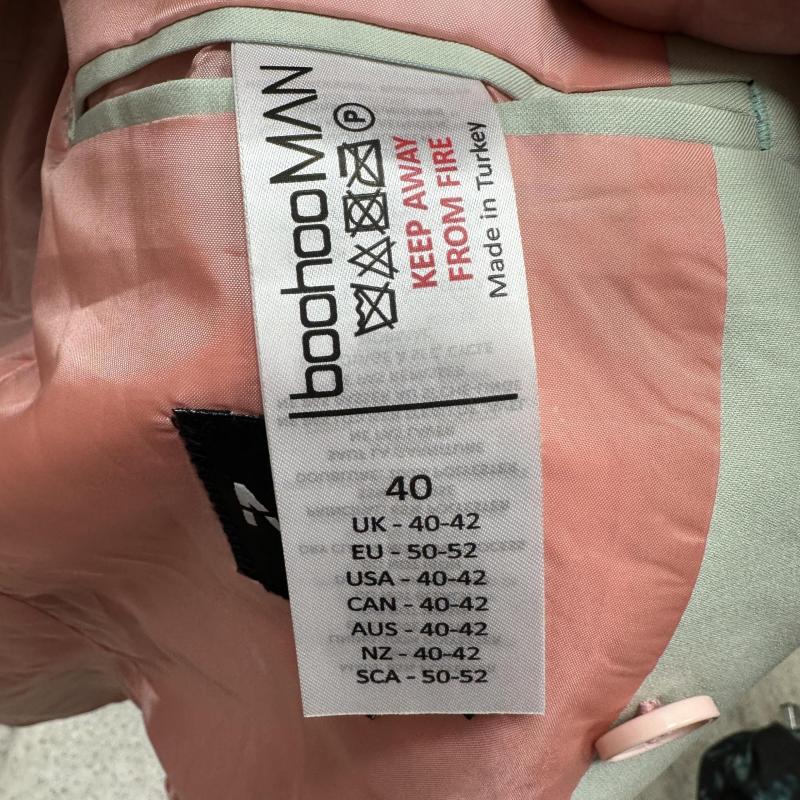 boohooMAN
P
KEEP AWAY
FROM FIRE
Made in Turkey
40
UK - 40-42
EU - 50-52
USA - 40-42
CAN - 40-42
AUS - 40-42
NZ - 40-42
SCA - 50-52